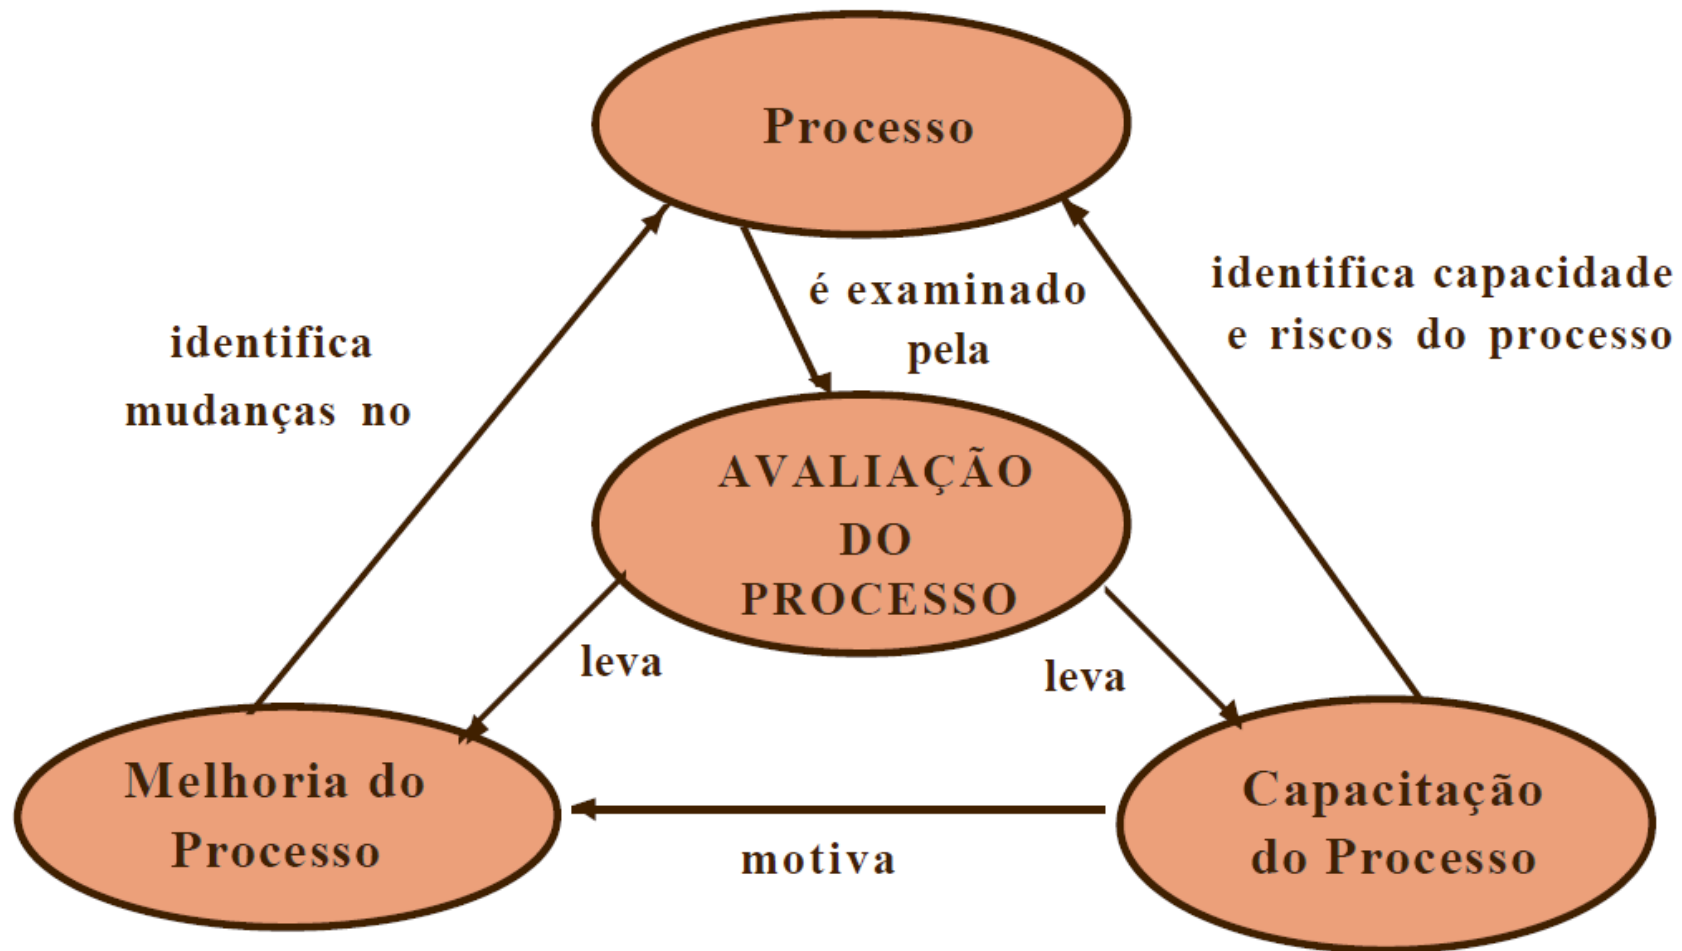 Processo
é examinado
pela
identifica capacidade
e riscos do processo
identifica
mudanças no
AVALIAÇÃO
DO
PROCESSO
leva
leva
Melhoria do
Processo
motiva
Capacitação
do Processo